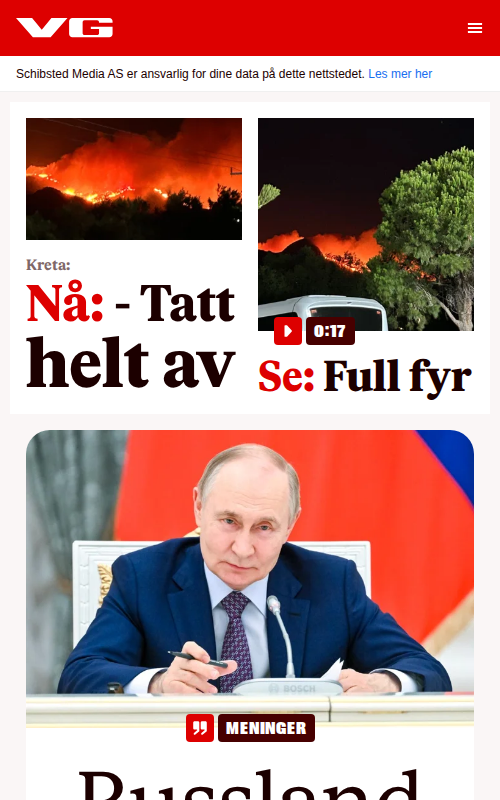 VG
Schibsted Media AS er ansvarlig for dine data på dette nettstedet. Les mer her
Kreta:
Nå: - Tatt
helt av
0:17
Se: Full fyr
BOSCH
MENINGER
Russland